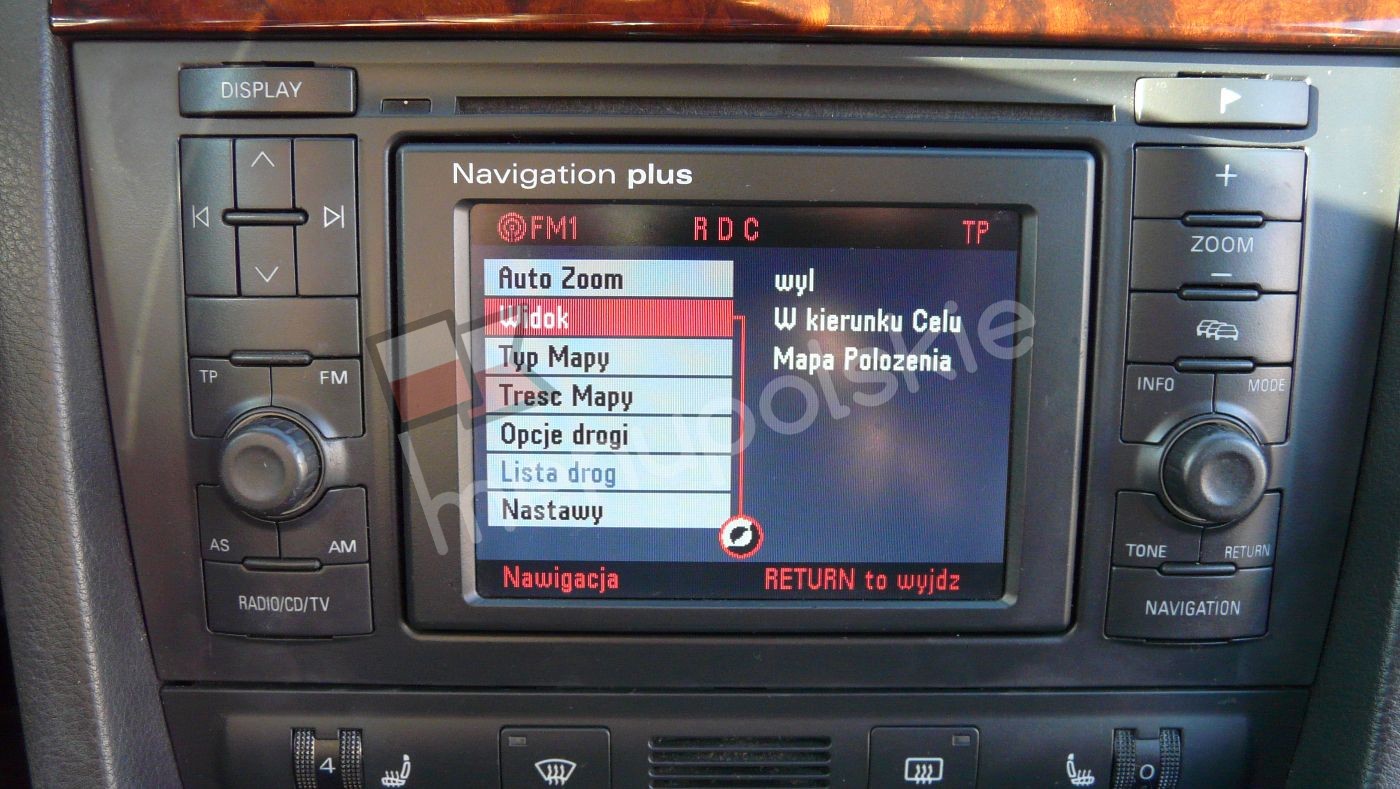 DISPLAY
Navigation plus
FM1 RDC TP
Auto Zoom wyl
Widok W kierunku Celu
Typ Mapy Mapa Polozenia
Tresc Mapy
Opcje drogi
Lista drog
Nastawy
Nawigacja RETURN to wyjdz
TP FM
AS AM
RADIO/CD/TV
+
ZOOM
−
INFO MODE
TONE RETURN
NAVIGATION
4
0